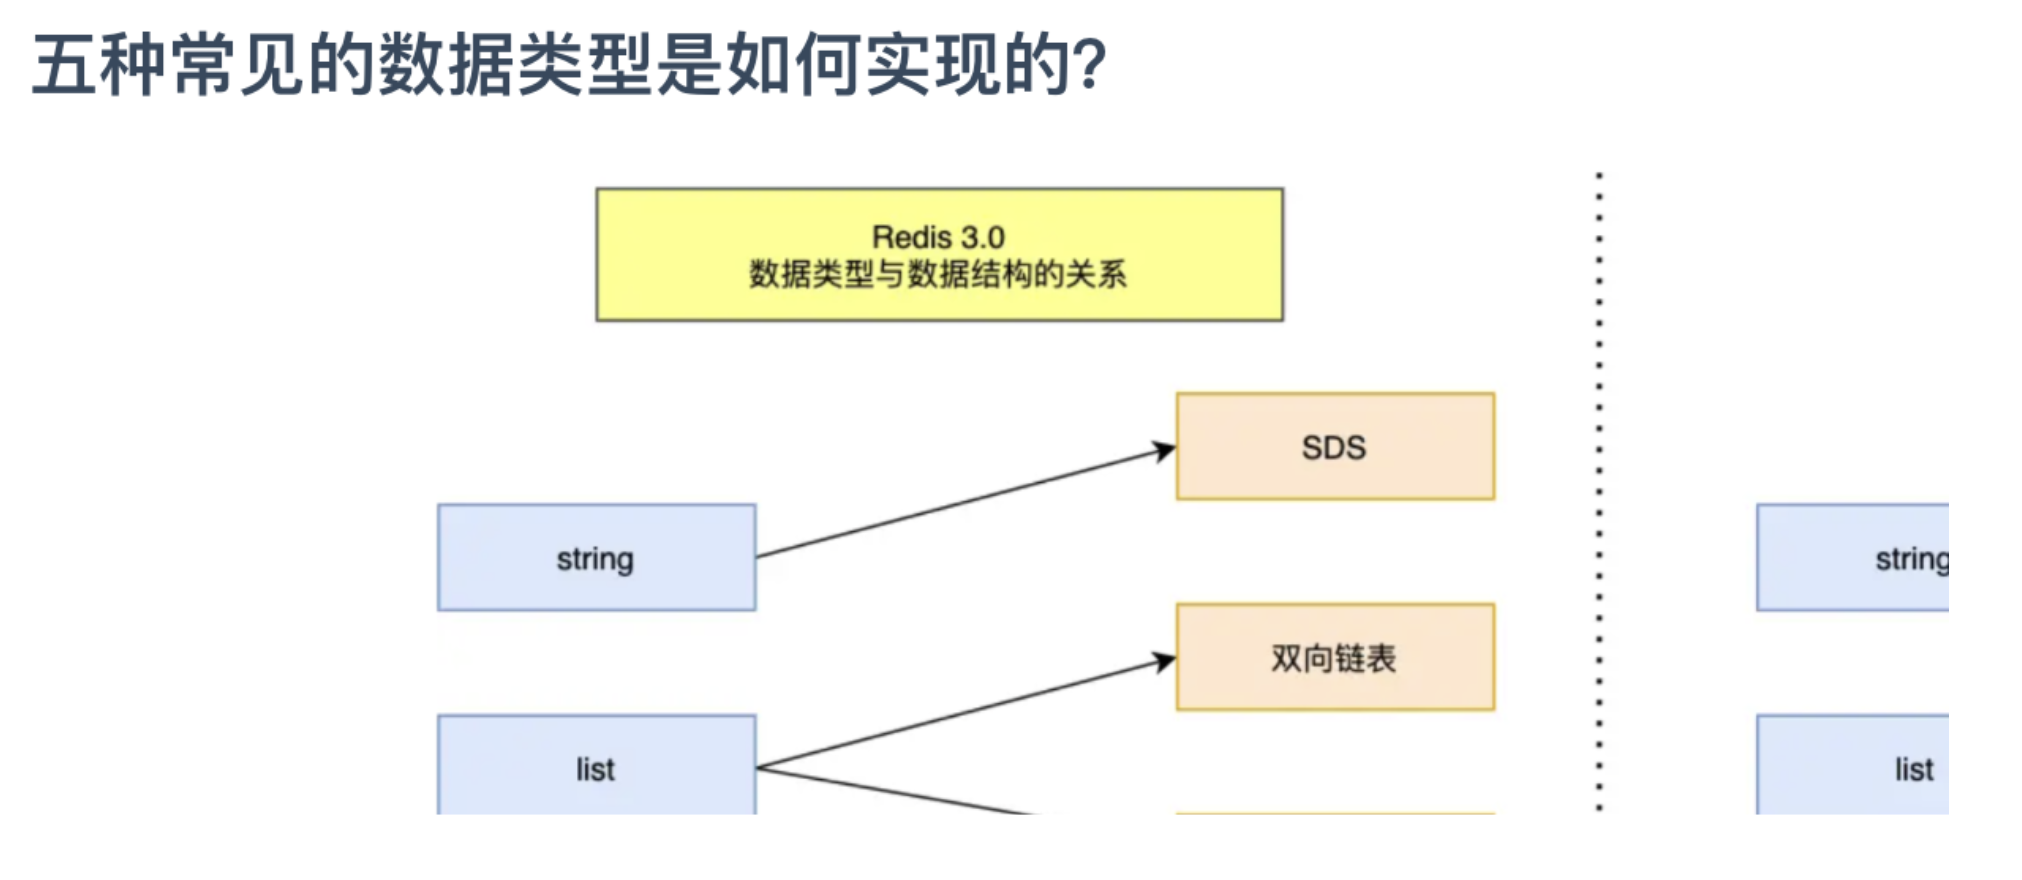 五种常见的数据类型是如何实现的?
Redis 3.0
数据类型与数据结构的关系
SDS
string
string
双向链表
list
list